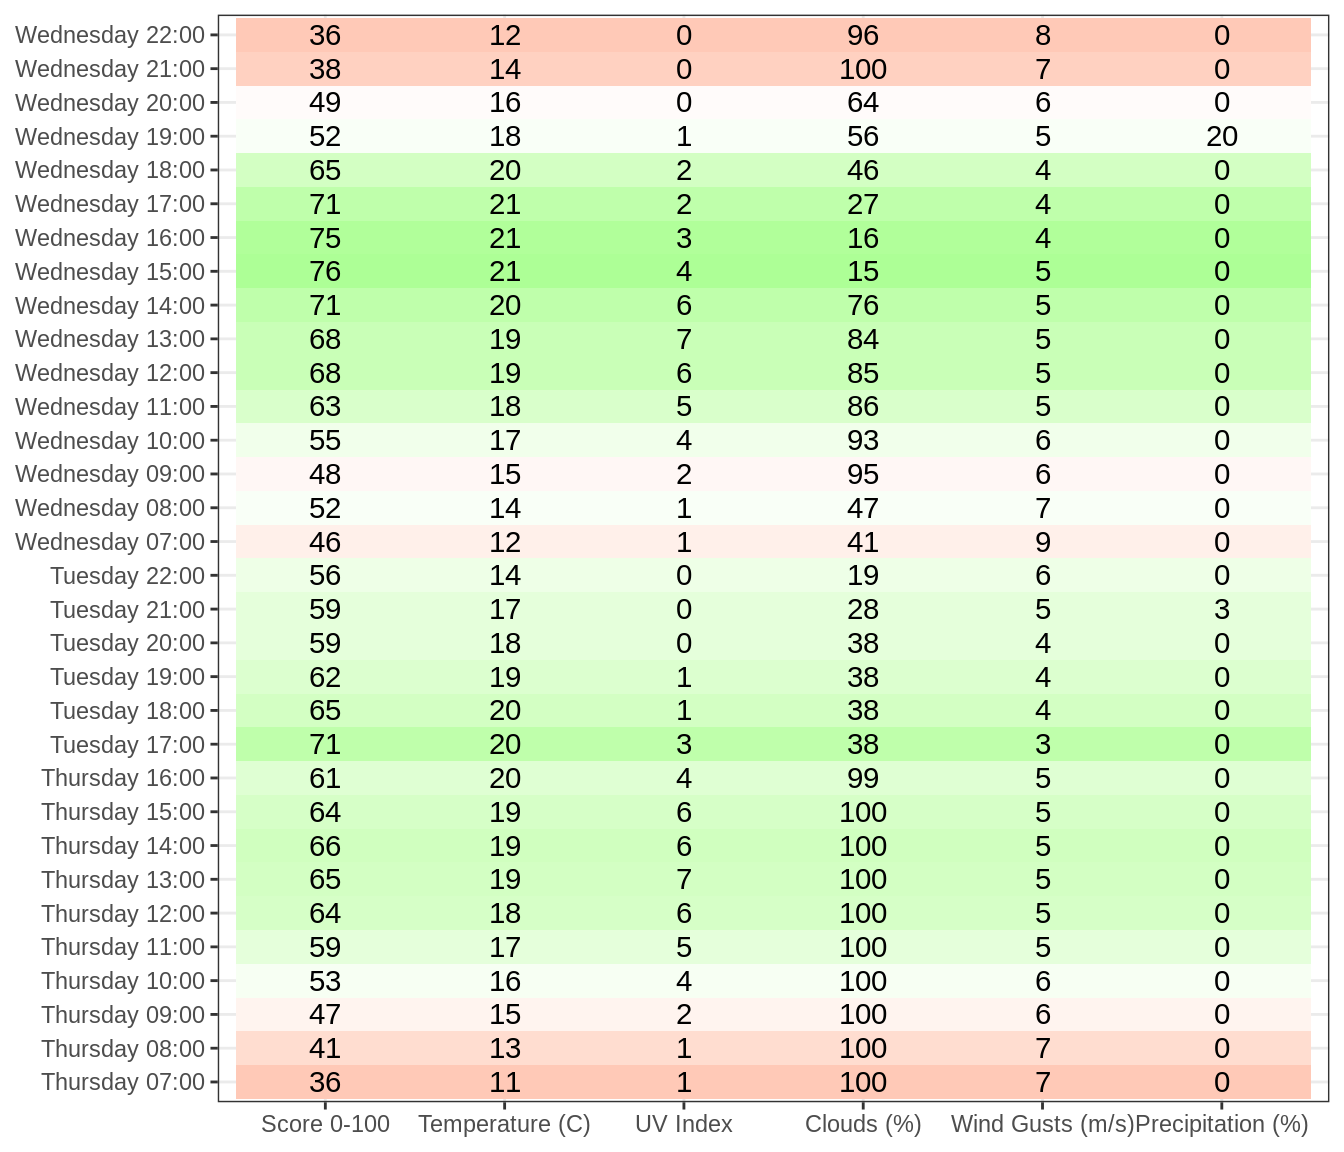 Wednesday 22:00 36 12 0 96 8 0
Wednesday 21:00 38 14 0 100 7 0
Wednesday 20:00 49 16 0 64 6 0
Wednesday 19:00 52 18 1 56 5 20
Wednesday 18:00 65 20 2 46 4 0
Wednesday 17:00 71 21 2 27 4 0
Wednesday 16:00 75 21 3 16 4 0
Wednesday 15:00 76 21 4 15 5 0
Wednesday 14:00 71 20 6 76 5 0
Wednesday 13:00 68 19 7 84 5 0
Wednesday 12:00 68 19 6 85 5 0
Wednesday 11:00 63 18 5 86 5 0
Wednesday 10:00 55 17 4 93 6 0
Wednesday 09:00 48 15 2 95 6 0
Wednesday 08:00 52 14 1 47 7 0
Wednesday 07:00 46 12 1 41 9 0
Tuesday 22:00 56 14 0 19 6 0
Tuesday 21:00 59 17 0 28 5 3
Tuesday 20:00 59 18 0 38 4 0
Tuesday 19:00 62 19 1 38 4 0
Tuesday 18:00 65 20 1 38 4 0
Tuesday 17:00 71 20 3 38 3 0
Thursday 16:00 61 20 4 99 5 0
Thursday 15:00 64 19 6 100 5 0
Thursday 14:00 66 19 6 100 5 0
Thursday 13:00 65 19 7 100 5 0
Thursday 12:00 64 18 6 100 5 0
Thursday 11:00 59 17 5 100 5 0
Thursday 10:00 53 16 4 100 6 0
Thursday 09:00 47 15 2 100 6 0
Thursday 08:00 41 13 1 100 7 0
Thursday 07:00 36 11 1 100 7 0
Score 0-100 Temperature (C) UV Index Clouds (%) Wind Gusts (m/s) Precipitation (%)